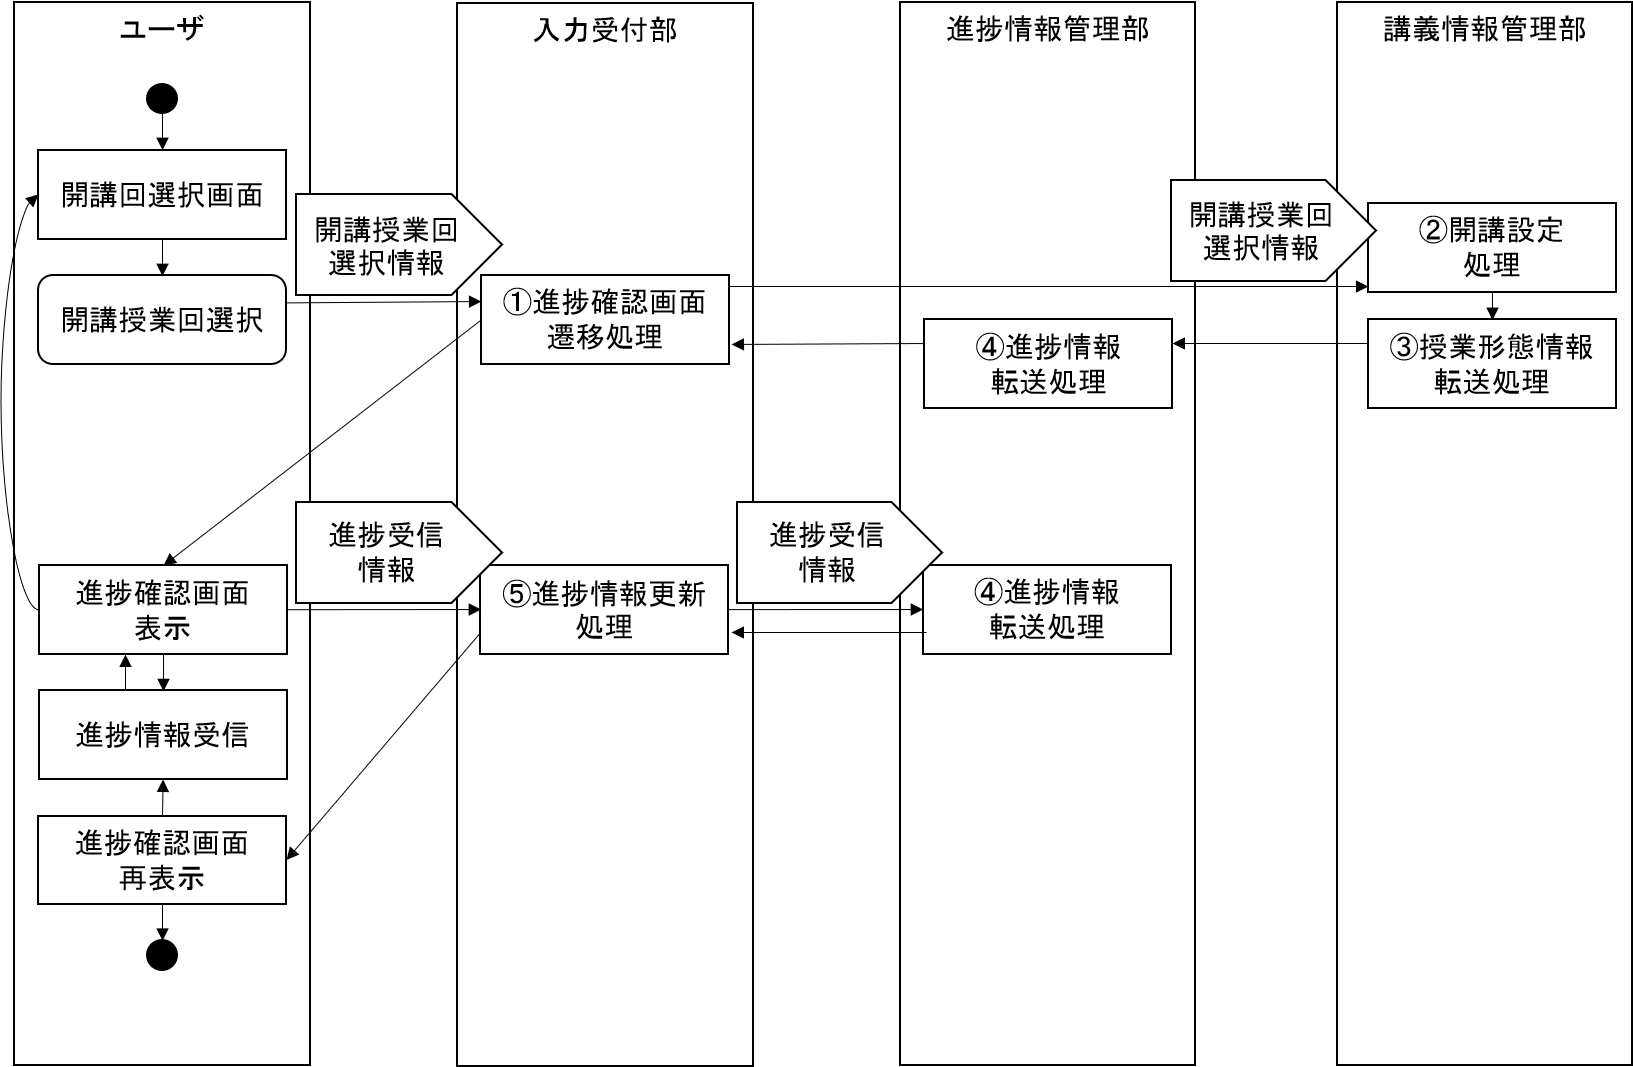 ユーザ
入力受付部
進捗情報管理部
講義情報管理部
開講回選択画面
開講授業回
選択情報
開講授業回
選択情報
②開講設定
処理
開講授業回選択
①進捗確認画面
遷移処理
④進捗情報
転送処理
③授業形態情報
転送処理
進捗受信
情報
進捗受信
情報
進捗確認画面
表示
⑤進捗情報更新
処理
④進捗情報
転送処理
進捗情報受信
進捗確認画面
再表示